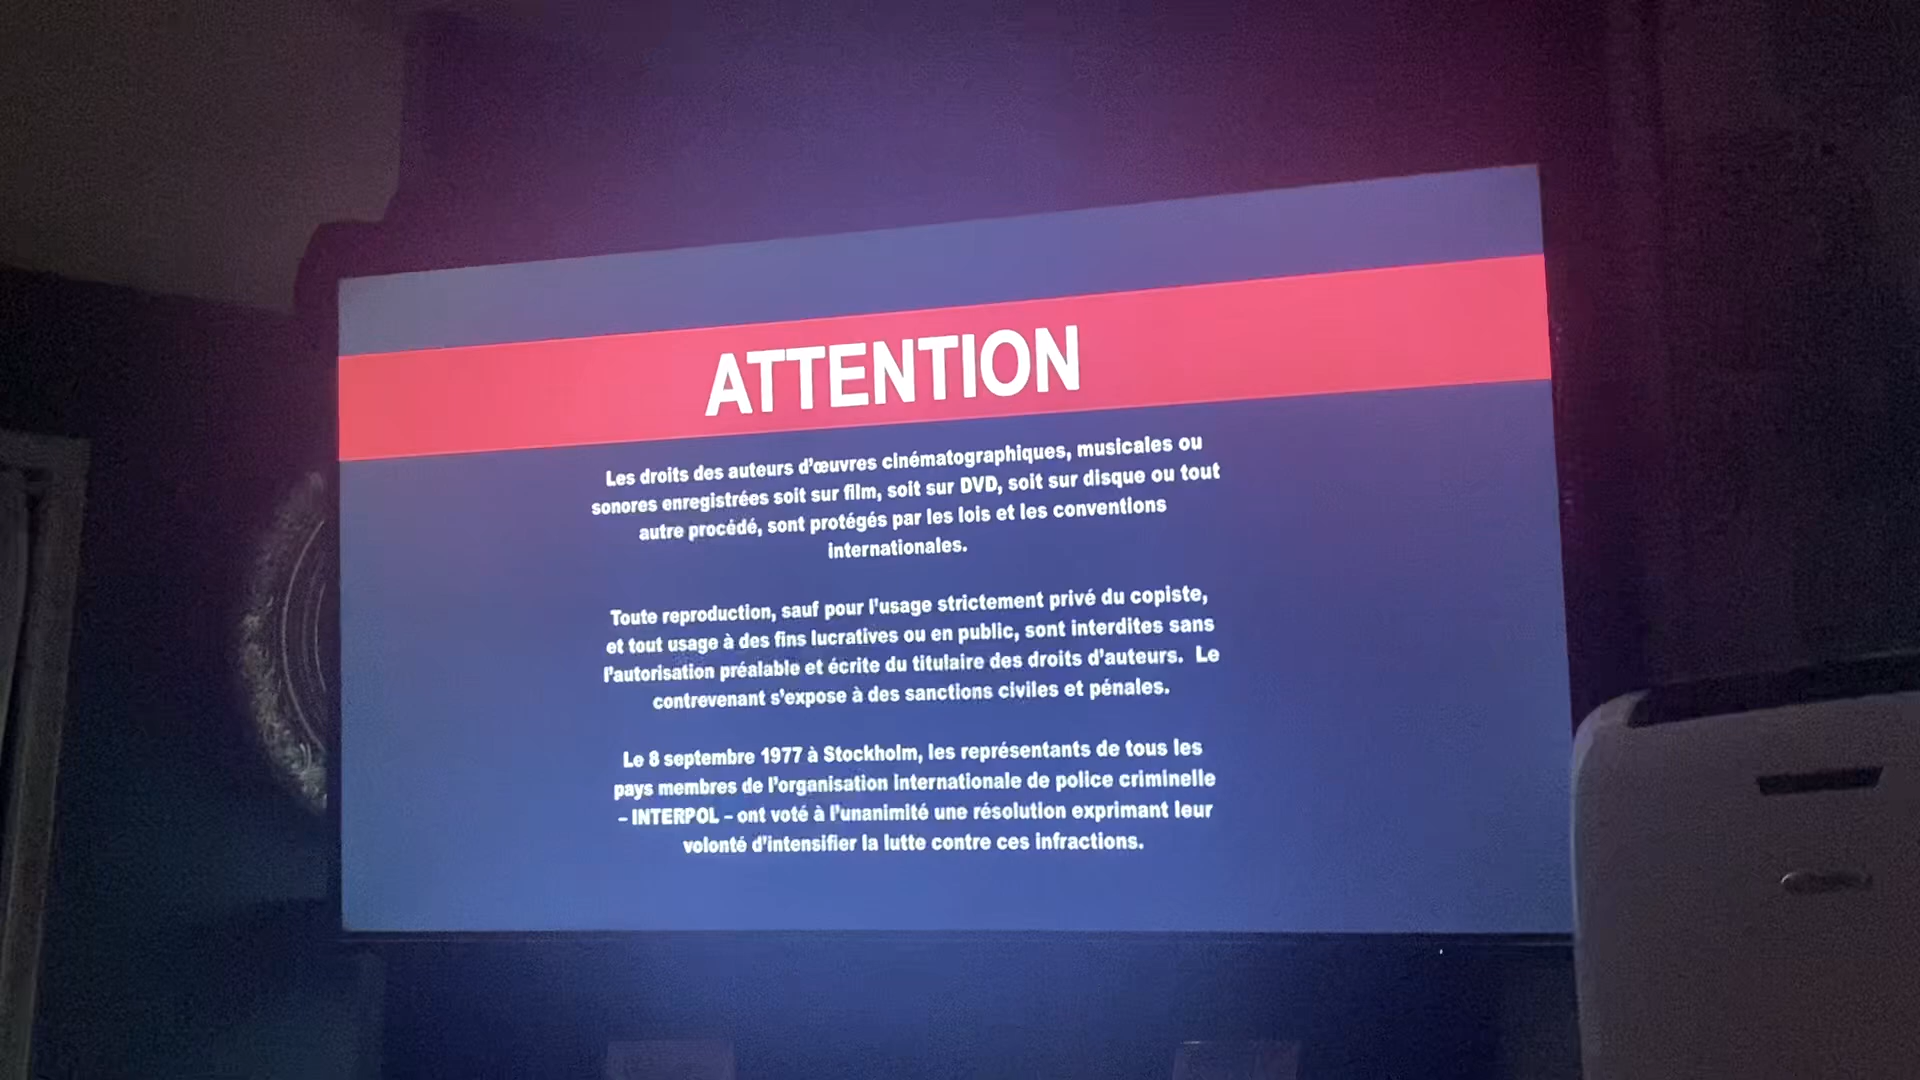 ATTENTION
Les droits des auteurs d'œuvres cinématographiques, musicales ou
sonores enregistrées soit sur film, soit sur DVD, soit sur disque ou tout
autre procédé, sont protégés par les lois et les conventions
internationales.
Toute reproduction, sauf pour l'usage strictement privé du copiste,
et tout usage à des fins lucratives ou en public, sont interdites sans
l'autorisation préalable et écrite du titulaire des droits d'auteurs. Le
contrevenant s'expose à des sanctions civiles et pénales.
Le 8 septembre 1977 à Stockholm, les représentants de tous les
pays membres de l'organisation internationale de police criminelle
– INTERPOL – ont voté à l'unanimité une résolution exprimant leur
volonté d'intensifier la lutte contre ces infractions.